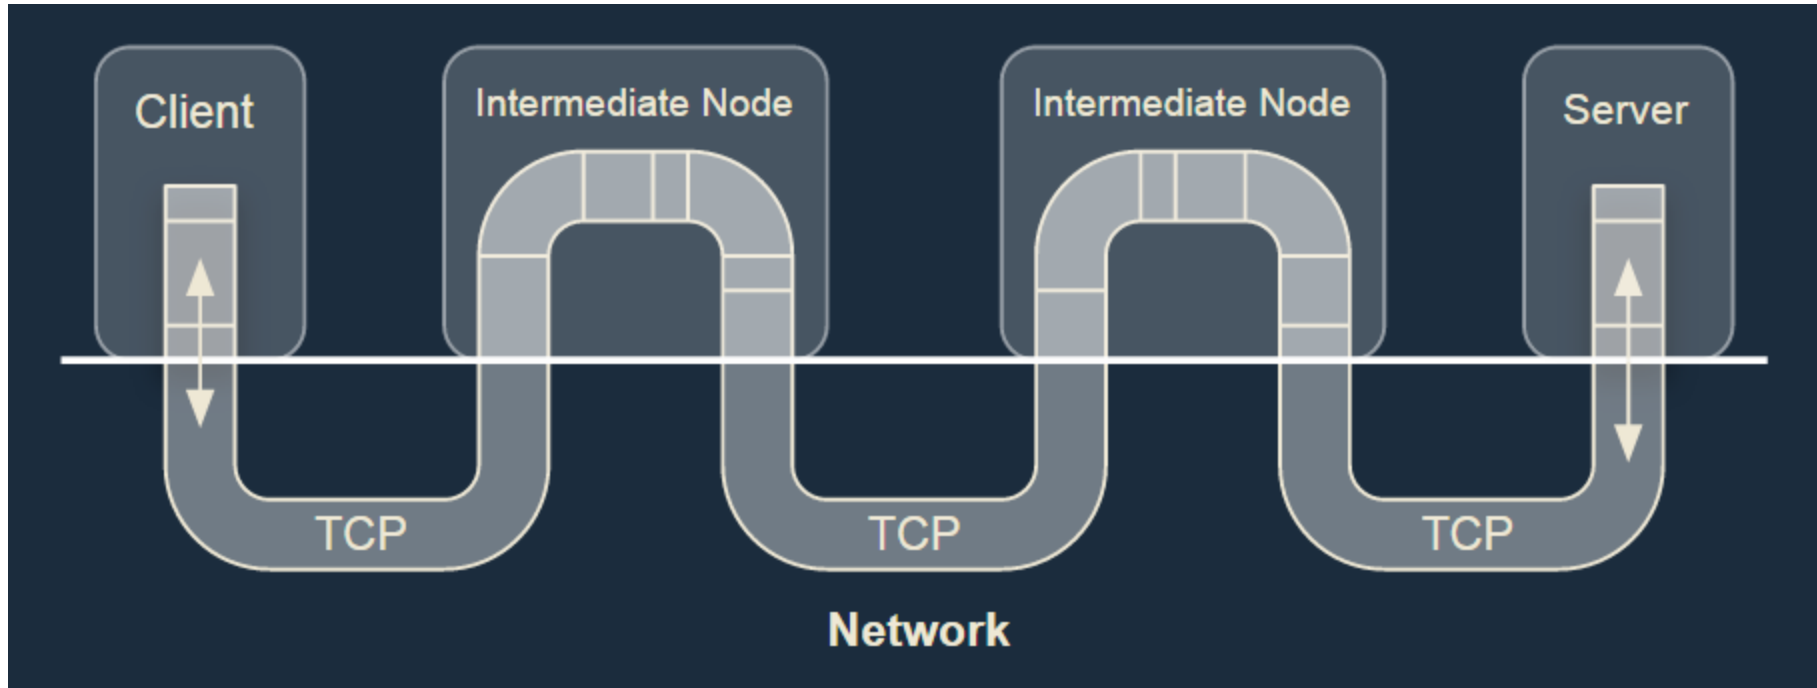 Client
Intermediate Node
Intermediate Node
Server
TCP
TCP
TCP
Network